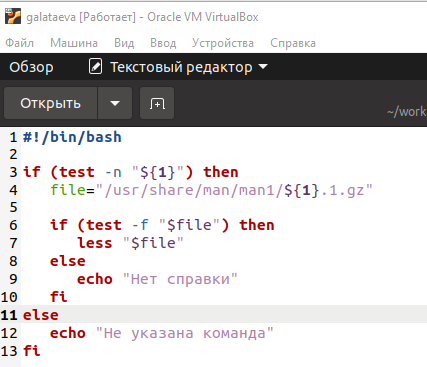 galataeva [Работает] - Oracle VM VirtualBox
Файл Машина Вид Ввод Устройства Справка
Обзор Текстовый редактор
Открыть
~/work
1 #!/bin/bash
2
3 if (test -n "${1}") then
4 file="/usr/share/man/man1/${1}.1.gz"
5
6 if (test -f "$file") then
7 less "$file"
8 else
9 echo "Нет справки"
10 fi
11 else
12 echo "Не указана команда"
13 fi